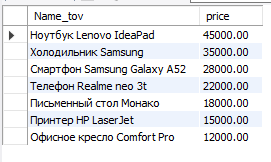 Name_tov price
Ноутбук Lenovo IdeaPad 45000.00
Холодильник Samsung 35000.00
Смартфон Samsung Galaxy A52 28000.00
Телефон Realme neo 3t 22000.00
Письменный стол Монако 18000.00
Принтер HP LaserJet 15000.00
Офисное кресло Comfort Pro 12000.00